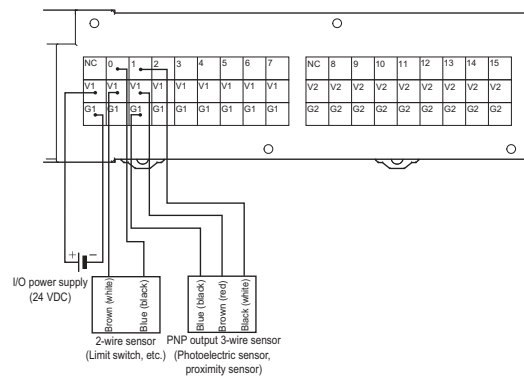 NC 0 1 2 3 4 5 6 7 NC 8 9 10 11 12 13 14 15
V1 V1 V1 V1 V1 V1 V1 V1 V1 V2 V2 V2 V2 V2 V2 V2 V2 V2
G1 G1 G1 G1 G1 G1 G1 G1 G1 G2 G2 G2 G2 G2 G2 G2 G2 G2
+ −
I/O power supply
(24 VDC)
Brown (white)
Blue (black)
Blue (black)
Brown (red)
Black (white)
2-wire sensor
(Limit switch, etc.)
PNP output 3-wire sensor
(Photoelectric sensor,
proximity sensor)